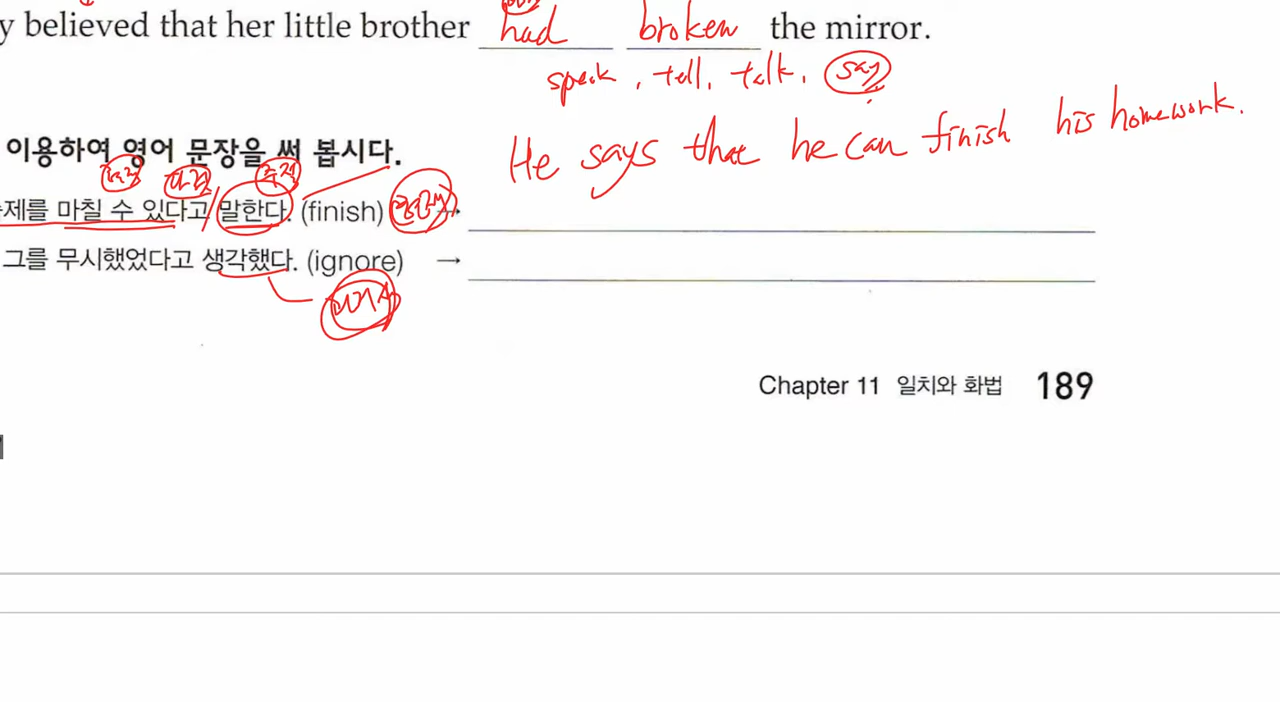 y believed that her little brother had broken the mirror.
speak, tell, talk, say
He says that he can finish his homework.
이용하여 영어 문장을 써 봅시다.
제를 마칠 수 있다고 / 말한다. (finish) →
그를 무시했었다고 생각했다. (ignore) →
Chapter 11 일치와 화법 189